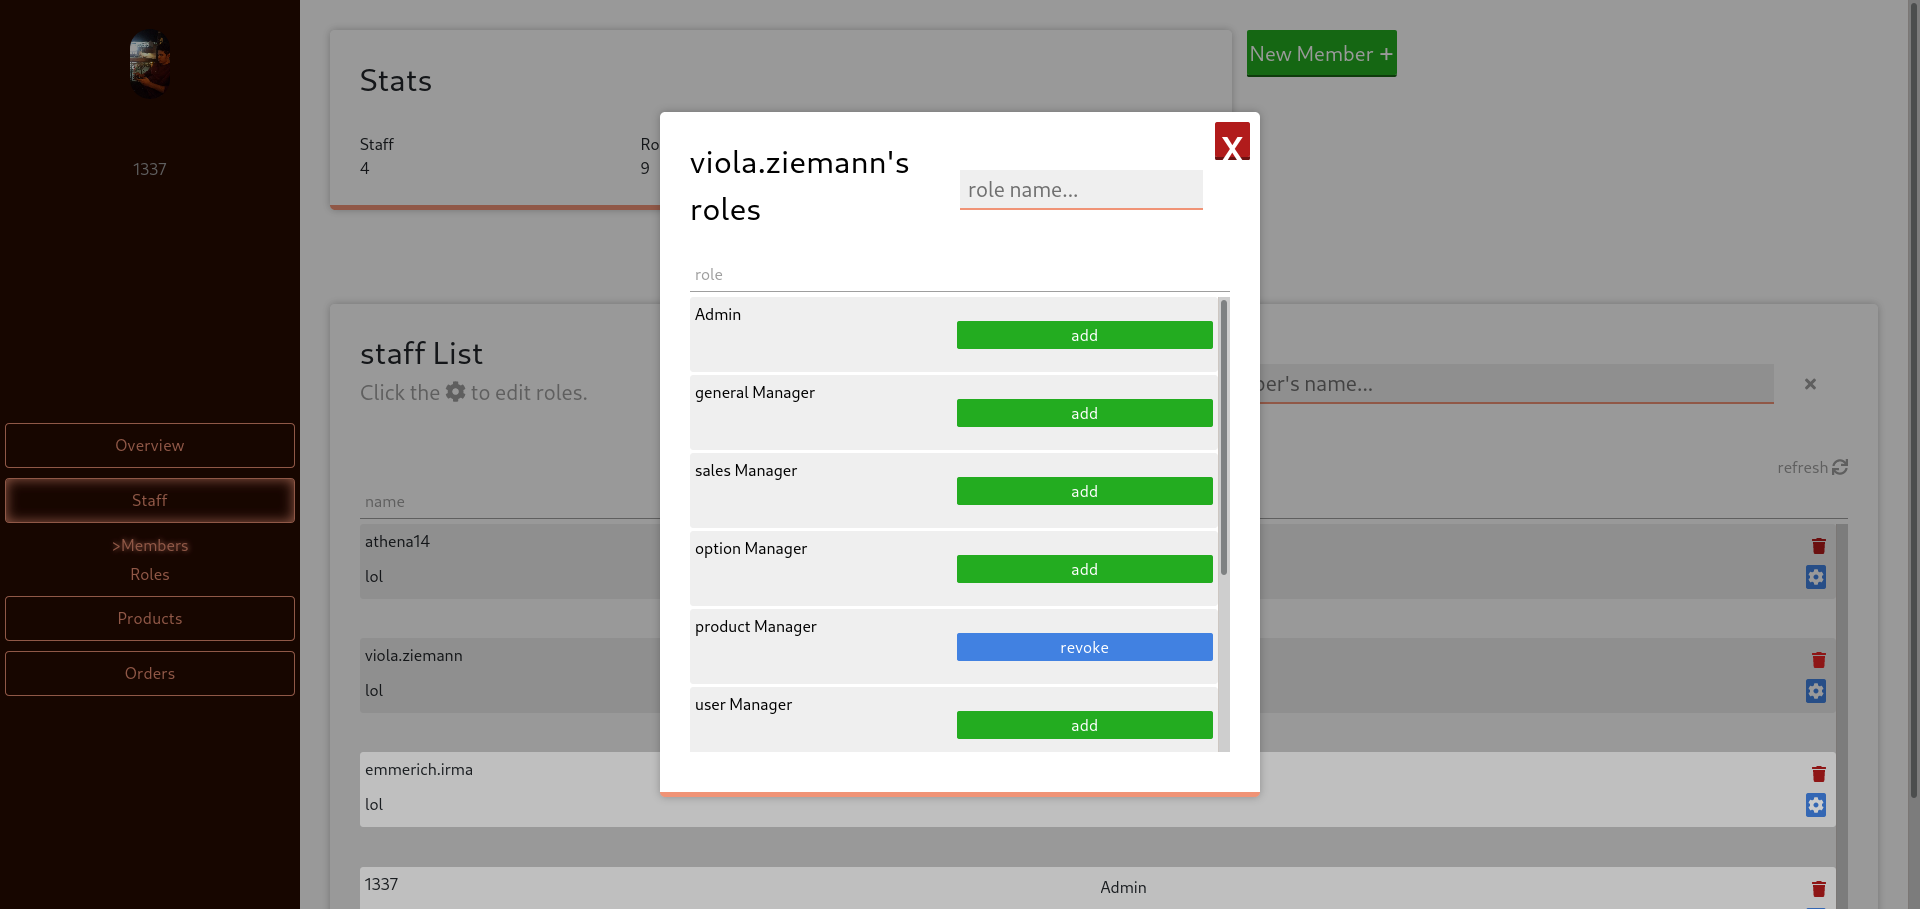 1337
Overview
Staff
>Members
Roles
Products
Orders
Stats
Staff
4
Ro
9
New Member +
staff List
Click the to edit roles.
ber's name...
×
refresh
name
athena14
lol
viola.ziemann
lol
emmerich.irma
lol
1337
Admin
viola.ziemann's
roles
X
role name...
role
Admin
add
general Manager
add
sales Manager
add
option Manager
add
product Manager
revoke
user Manager
add